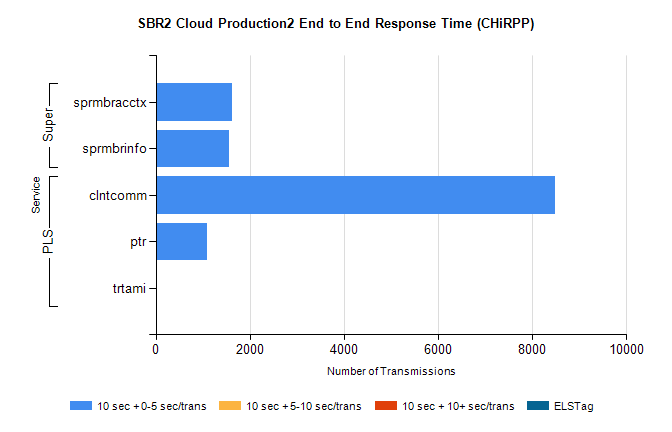 SBR2 Cloud Production2 End to End Response Time (CHiRPP)
Service
Super
sprmbracctx
sprmbrinfo
PLS
clntcomm
ptr
trtami
0 2000 4000 6000 8000 10000
Number of Transmissions
10 sec +0-5 sec/trans 10 sec +5-10 sec/trans 10 sec + 10+ sec/trans ELSTag